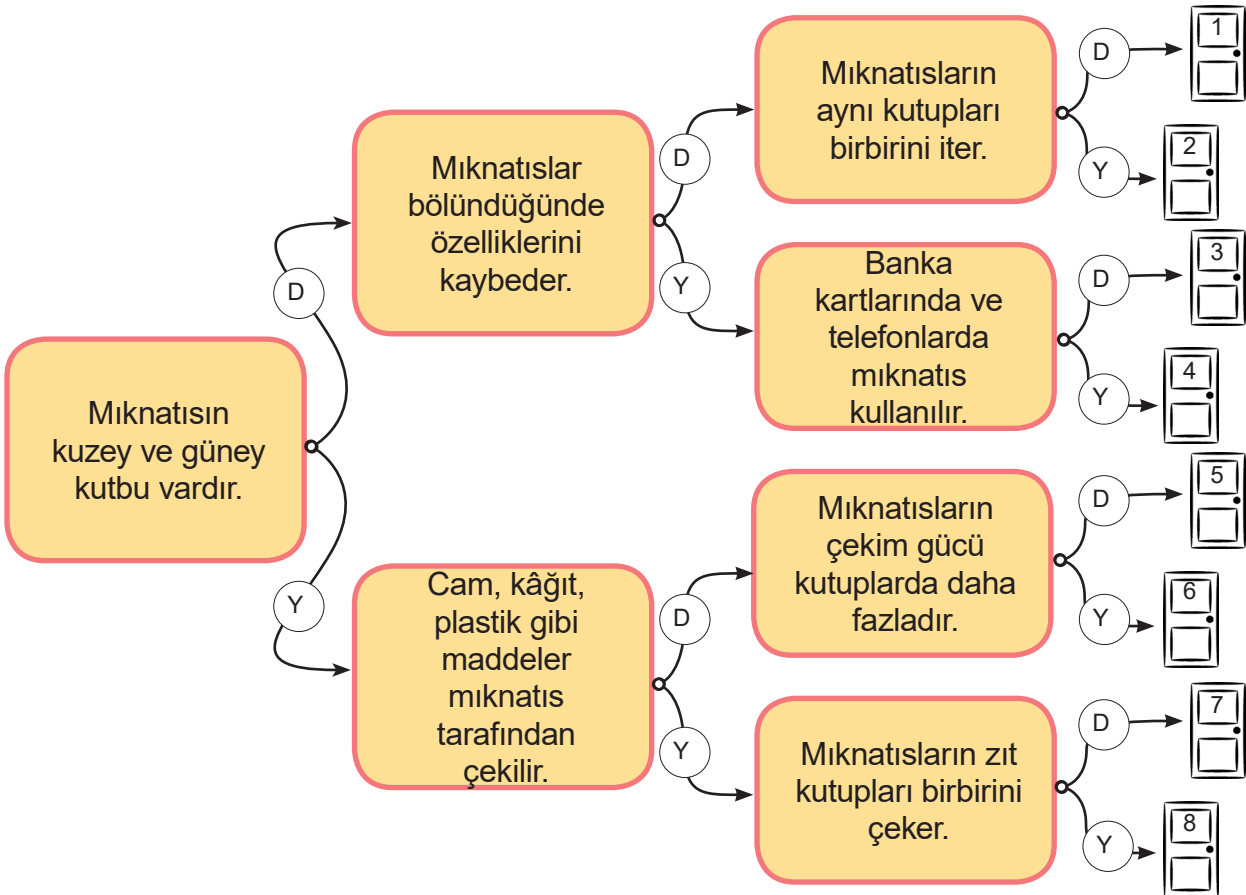 Mıknatısın
kuzey ve güney
kutbu vardır.
D
Y
Mıknatıslar
bölündüğünde
özelliklerini
kaybeder.
D
Y
Cam, kâğıt,
plastik gibi
maddeler
mıknatıs
tarafından
çekilir.
D
Y
Mıknatısların
aynı kutupları
birbirini iter.
D
1
Y
2
Banka
kartlarında ve
telefonlarda
mıknatıs
kullanılır.
D
3
Y
4
Mıknatısların
çekim gücü
kutuplarda daha
fazladır.
D
5
Y
6
Mıknatısların zıt
kutupları birbirini
çeker.
D
7
Y
8